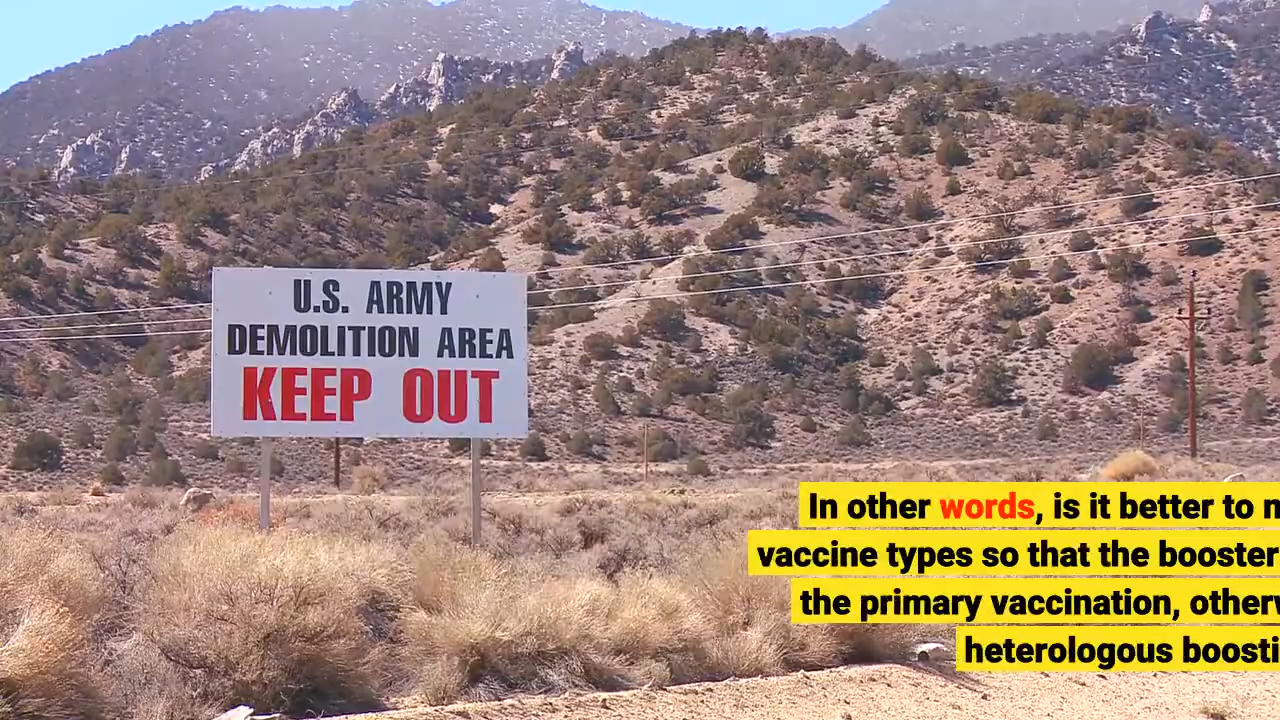 U.S. ARMY
DEMOLITION AREA
KEEP OUT
In other words, is it better to
vaccine types so that the booster
the primary vaccination,
heterologous